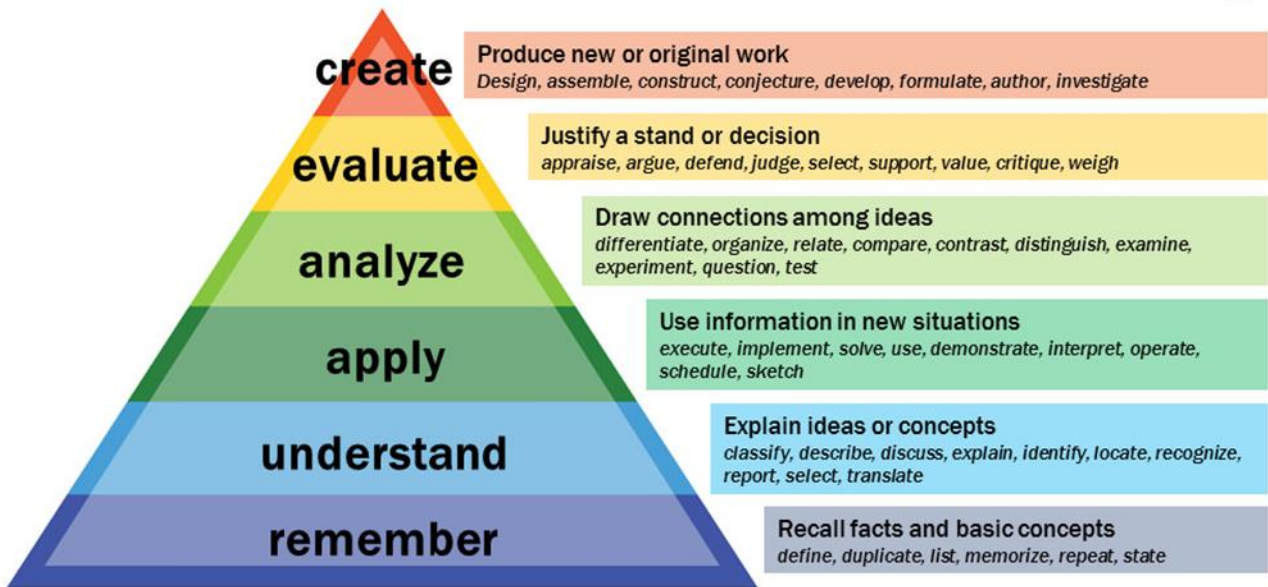 create
Produce new or original work
Design, assemble, construct, conjecture, develop, formulate, author, investigate
evaluate
Justify a stand or decision
appraise, argue, defend, judge, select, support, value, critique, weigh
analyze
Draw connections among ideas
differentiate, organize, relate, compare, contrast, distinguish, examine,
experiment, question, test
apply
Use information in new situations
execute, implement, solve, use, demonstrate, interpret, operate,
schedule, sketch
understand
Explain ideas or concepts
classify, describe, discuss, explain, identify, locate, recognize,
report, select, translate
remember
Recall facts and basic concepts
define, duplicate, list, memorize, repeat, state